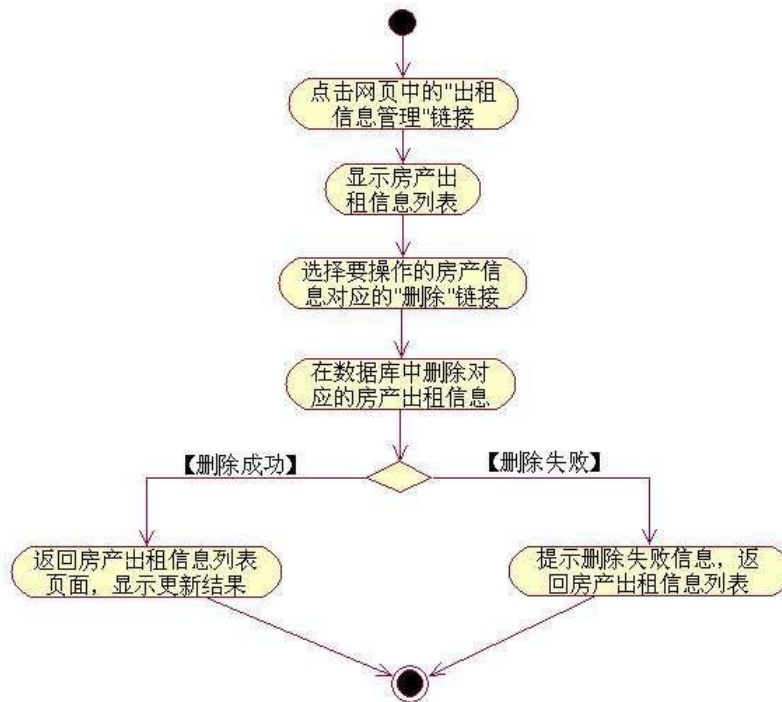 点击网页中的"出租
信息管理"链接
显示房产出
租信息列表
选择要操作的房产信
息对应的"删除"链接
在数据库中删除对
应的房产出租信息
【删除成功】
【删除失败】
返回房产出租信息列表
页面，显示更新结果
提示删除失败信息，返
回房产出租信息列表